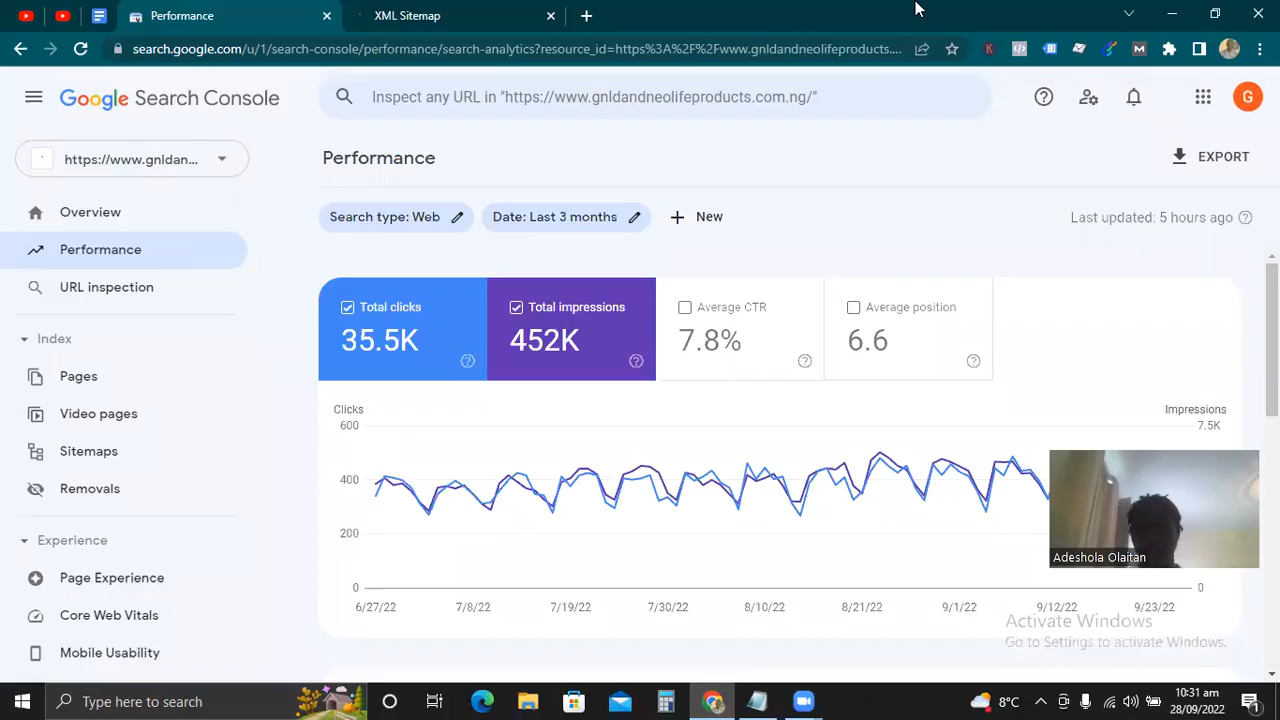 Performance
XML Sitemap
search.google.com/u/1/search-console/performance/search-analytics?resource_id=https%3A%2F%2Fwww.gnldandneolifeproducts....
Google Search Console
Inspect any URL in "https://www.gnldandneolifeproducts.com.ng/"
G
https://www.gnldan...
Performance
EXPORT
Overview
Search type: Web
Date: Last 3 months
New
Last updated: 5 hours ago
Performance
URL inspection
Total clicks
35.5K
Total impressions
452K
Average CTR
7.8%
Average position
6.6
Index
Pages
Video pages
Sitemaps
Removals
Clicks
Impressions
600
7.5K
400
200
0
0
6/27/22
7/8/22
7/19/22
7/30/22
8/10/22
8/21/22
9/1/22
9/12/22
9/23/22
Adeshola Olaitan
Experience
Page Experience
Core Web Vitals
Mobile Usability
Activate Windows
Go to Settings to activate Windows.
Type here to search
8°C
10:31 am
28/09/2022
1